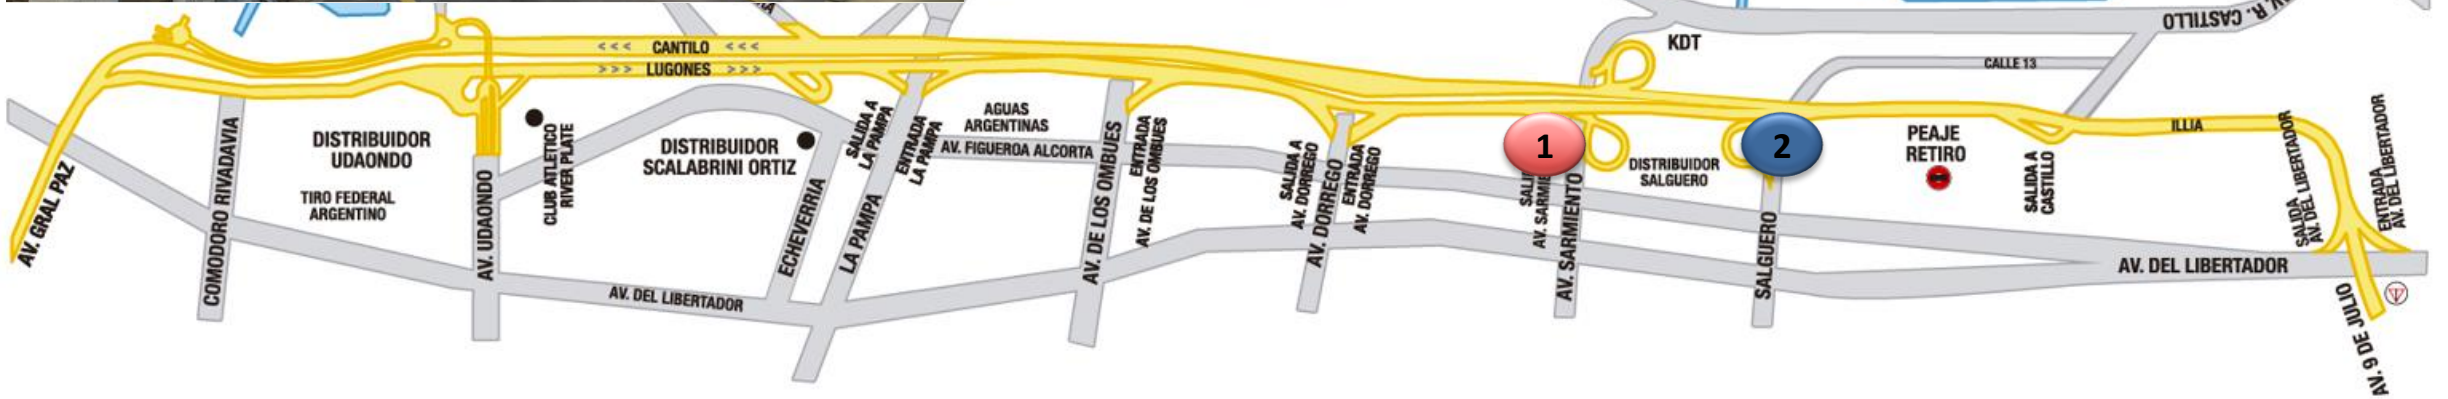 AV. R. CASTILLO
<<< CANTILO <<<
>>> LUGONES >>>
KDT
CALLE 13
ILLIA
AV. GRAL PAZ
COMODORO RIVADAVIA
DISTRIBUIDOR
UDAONDO
TIRO FEDERAL
ARGENTINO
AV. UDAONDO
CLUB ATLETICO
RIVER PLATE
DISTRIBUIDOR
SCALABRINI ORTIZ
ECHEVERRIA
SALIDA A
LA PAMPA
LA PAMPA
ENTRADA
LA PAMPA
AGUAS
ARGENTINAS
AV. FIGUEROA ALCORTA
AV. DE LOS OMBUES
ENTRADA
AV. DE LOS OMBUES
SALIDA A
AV. DORREGO
AV. DORREGO
ENTRADA
AV. DORREGO
1
AV. SARMIENTO
DISTRIBUIDOR
SALGUERO
2
SALGUERO
PEAJE
RETIRO
SALIDA A
CASTILLO
SALIDA
AV. DEL LIBERTADOR
ENTRADA
AV. DEL LIBERTADOR
AV. DEL LIBERTADOR
AV. DEL LIBERTADOR
AV. 9 DE JULIO